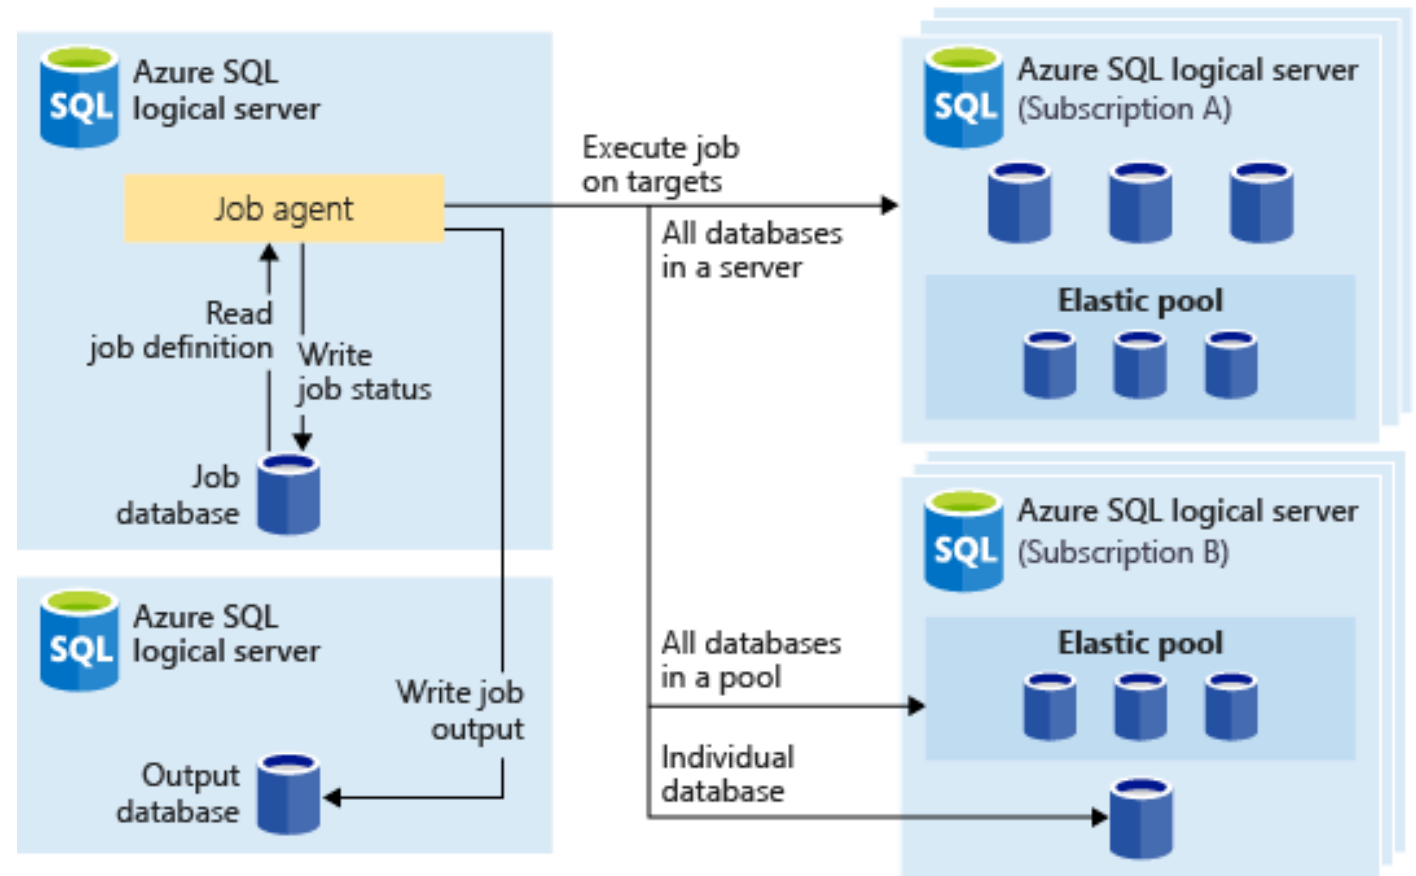 Azure SQL
logical server
SQL
Job agent
Read
job definition
Write
job status
Job
database
Azure SQL
logical server
SQL
Write job
output
Output
database
Execute job
on targets
All databases
in a server
All databases
in a pool
Individual
database
Azure SQL logical server
(Subscription A)
SQL
Elastic pool
Azure SQL logical server
(Subscription B)
SQL
Elastic pool